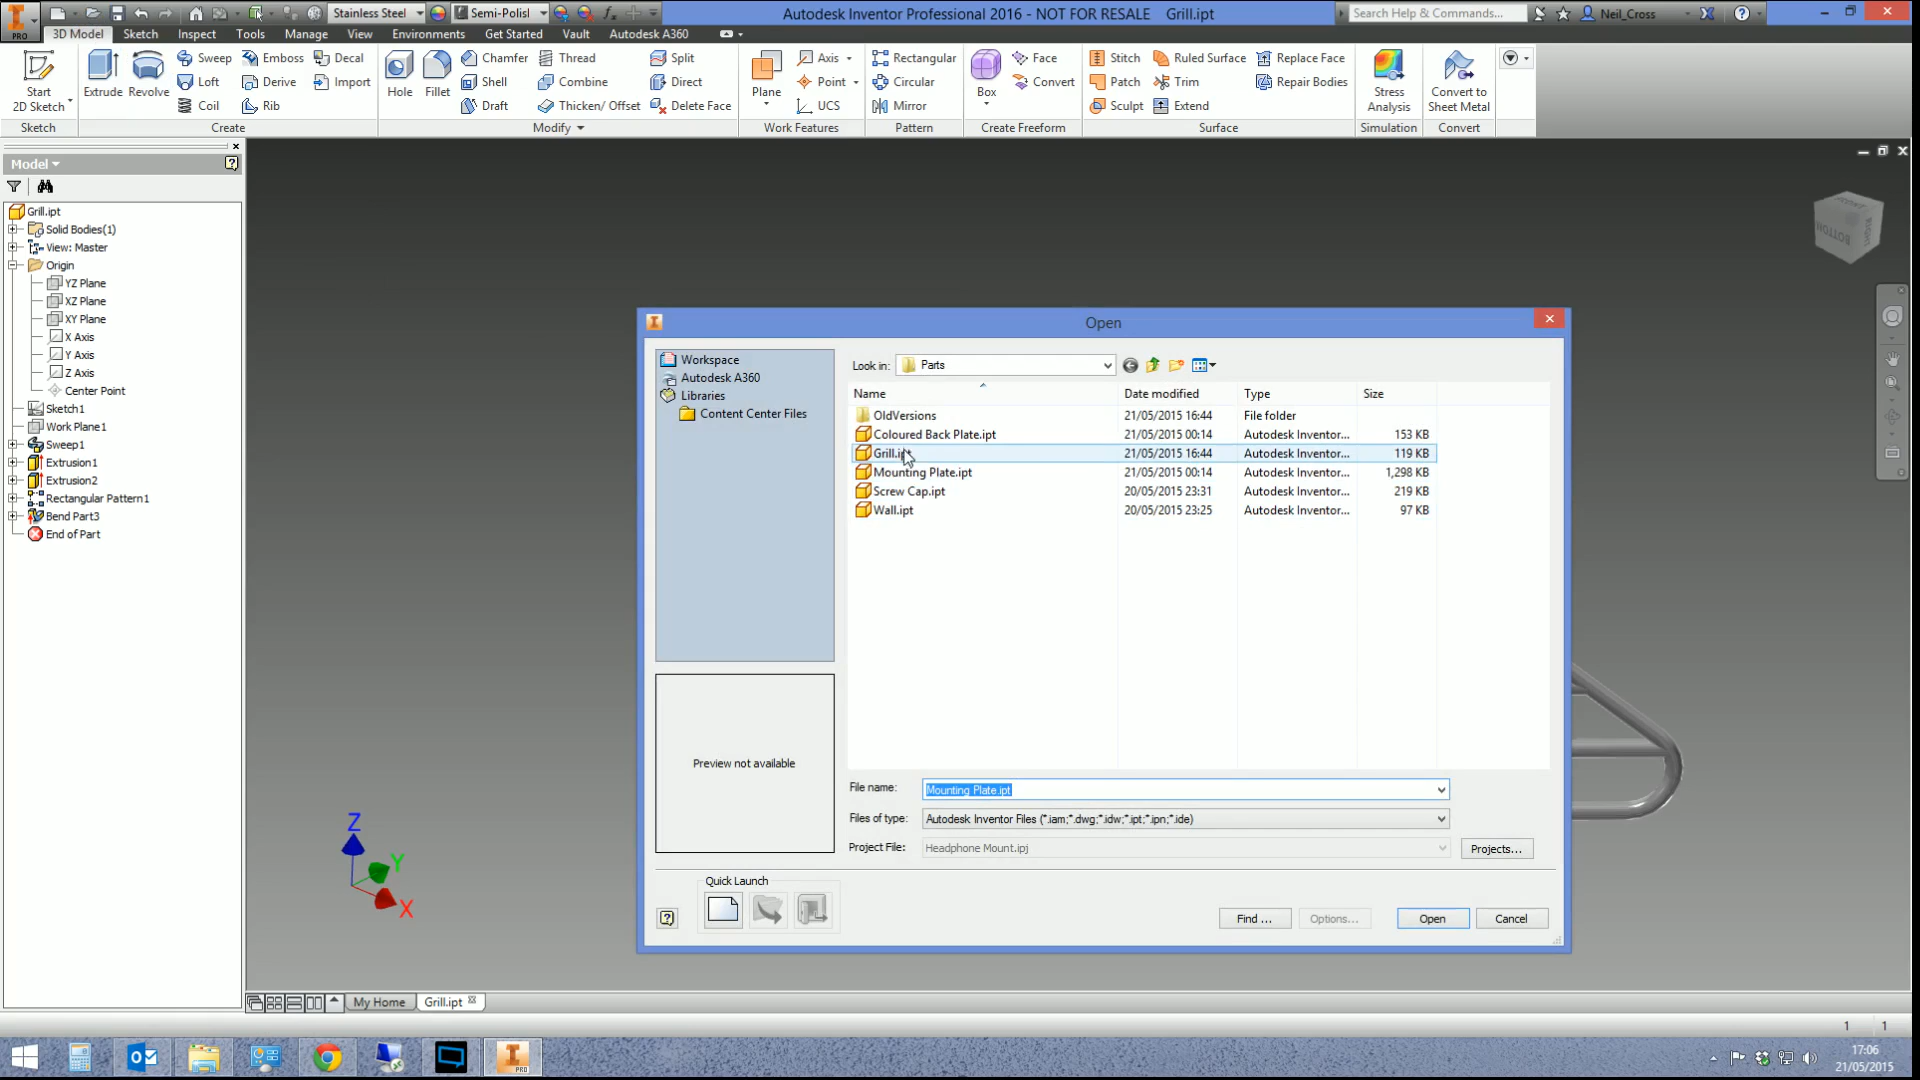 Stainless Steel
Semi-Polisl
Autodesk Inventor Professional 2016 - NOT FOR RESALE Grill.ipt
Search Help & Commands...
Neil_Cross
PRO
3D Model
Sketch
Inspect
Tools
Manage
View
Environments
Get Started
Vault
Autodesk A360
Start
2D Sketch
Extrude
Revolve
Sweep
Loft
Coil
Emboss
Derive
Rib
Decal
Import
Hole
Fillet
Chamfer
Shell
Draft
Thread
Combine
Thicken/ Offset
Split
Direct
Delete Face
Plane
Axis
Point
UCS
Rectangular
Circular
Mirror
Box
Face
Convert
Stitch
Patch
Sculpt
Ruled Surface
Trim
Extend
Replace Face
Repair Bodies
Stress
Analysis
Convert to
Sheet Metal
Sketch
Create
Modify
Work Features
Pattern
Create Freeform
Surface
Simulation
Convert
Model
Grill.ipt
Solid Bodies(1)
View: Master
Origin
YZ Plane
XZ Plane
XY Plane
X Axis
Y Axis
Z Axis
Center Point
Sketch1
Work Plane1
Sweep1
Extrusion1
Extrusion2
Rectangular Pattern1
Bend Part3
End of Part
FRONT
RIGHT
BOTTOM
Open
Workspace
Autodesk A360
Libraries
Content Center Files
Look in:
Parts
Name Date modified Type Size
OldVersions 21/05/2015 16:44 File folder
Coloured Back Plate.ipt 21/05/2015 00:14 Autodesk Inventor... 153 KB
Grill.ipt 21/05/2015 16:44 Autodesk Inventor... 119 KB
Mounting Plate.ipt 21/05/2015 00:14 Autodesk Inventor... 1,298 KB
Screw Cap.ipt 20/05/2015 23:31 Autodesk Inventor... 219 KB
Wall.ipt 20/05/2015 23:25 Autodesk Inventor... 97 KB
Preview not available
File name: Mounting Plate.ipt
Files of type: Autodesk Inventor Files (*.iam;*.dwg;*.idw;*.ipt;*.ipn;*.ide)
Project File: Headphone Mount.ipj
Projects...
Quick Launch
Find ...
Options...
Open
Cancel
Z
Y
X
My Home
Grill.ipt
1 1
PRO
17:06
21/05/2015